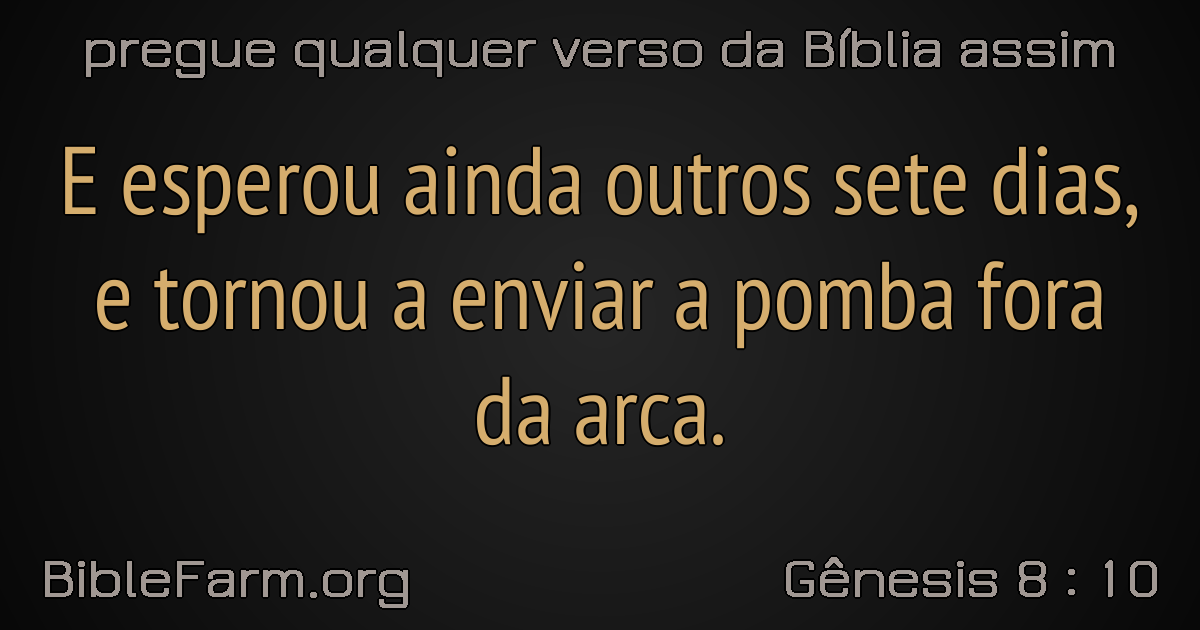 pregue qualquer verso da Bíblia assim
E esperou ainda outros sete dias,
e tornou a enviar a pomba fora
da arca.
BibleFarm.org
Gênesis 8 : 10